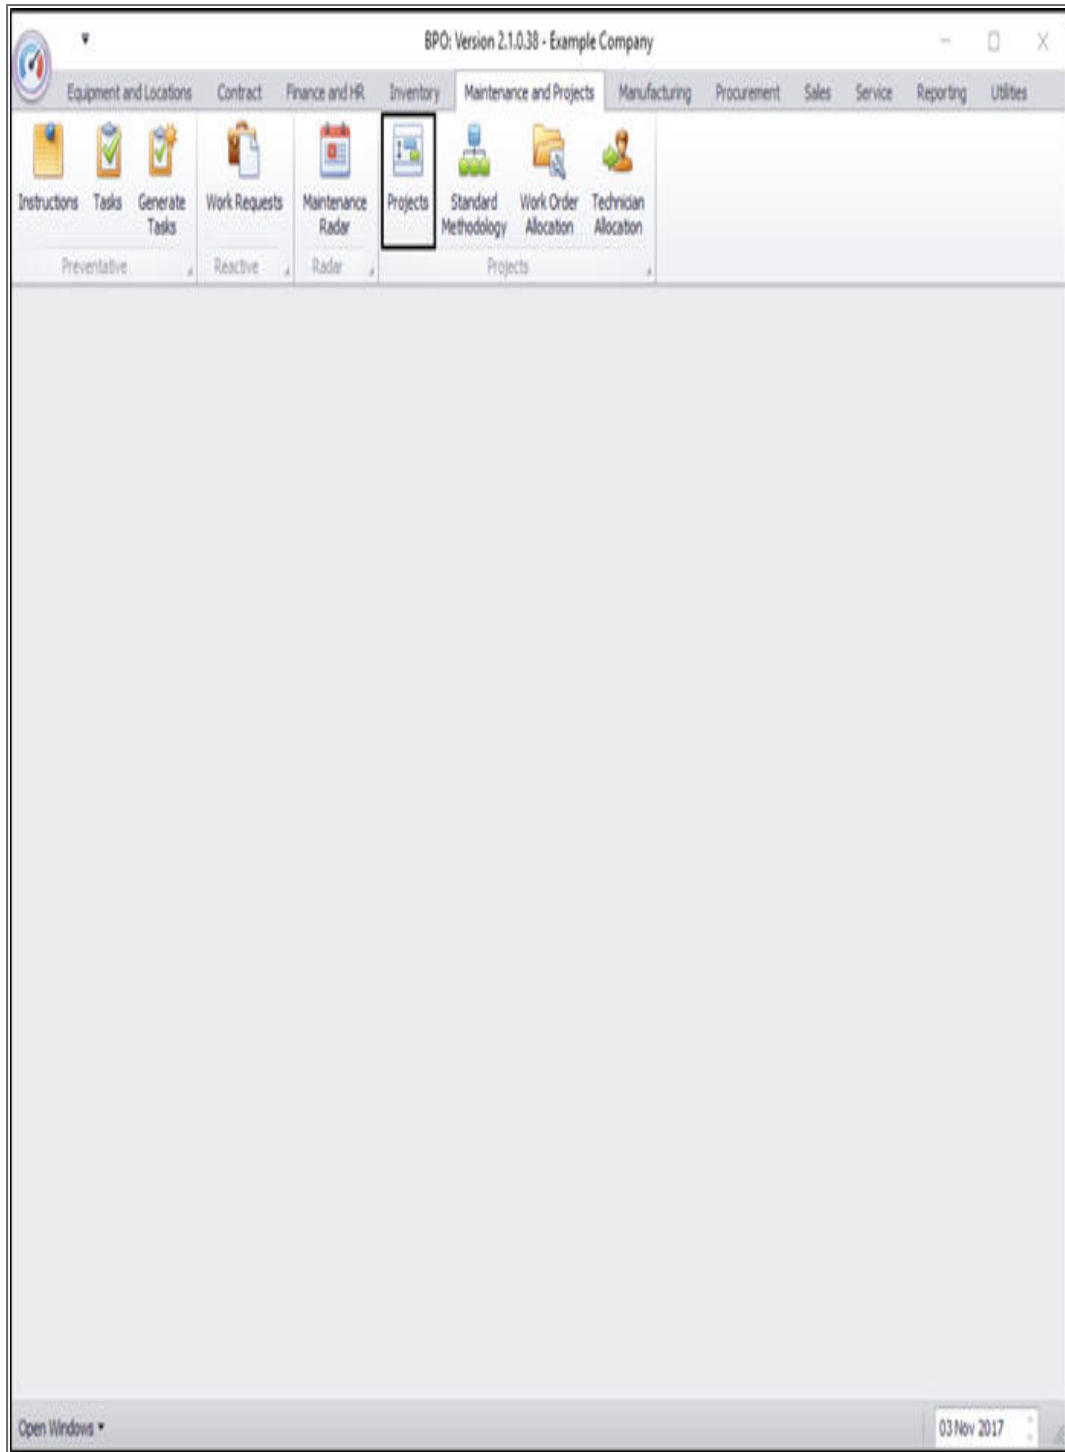 BPO: Version 2.1.0.38 - Example Company
Equipment and Locations Contract Finance and HR Inventory Maintenance and Projects Manufacturing Procurement Sales Service Reporting Utilities
Instructions Tasks Generate Tasks Work Requests Maintenance Radar Projects Standard Methodology Work Order Allocation Technician Allocation
Preventative Reactive Radar Projects
Open Windows 03 Nov 2017